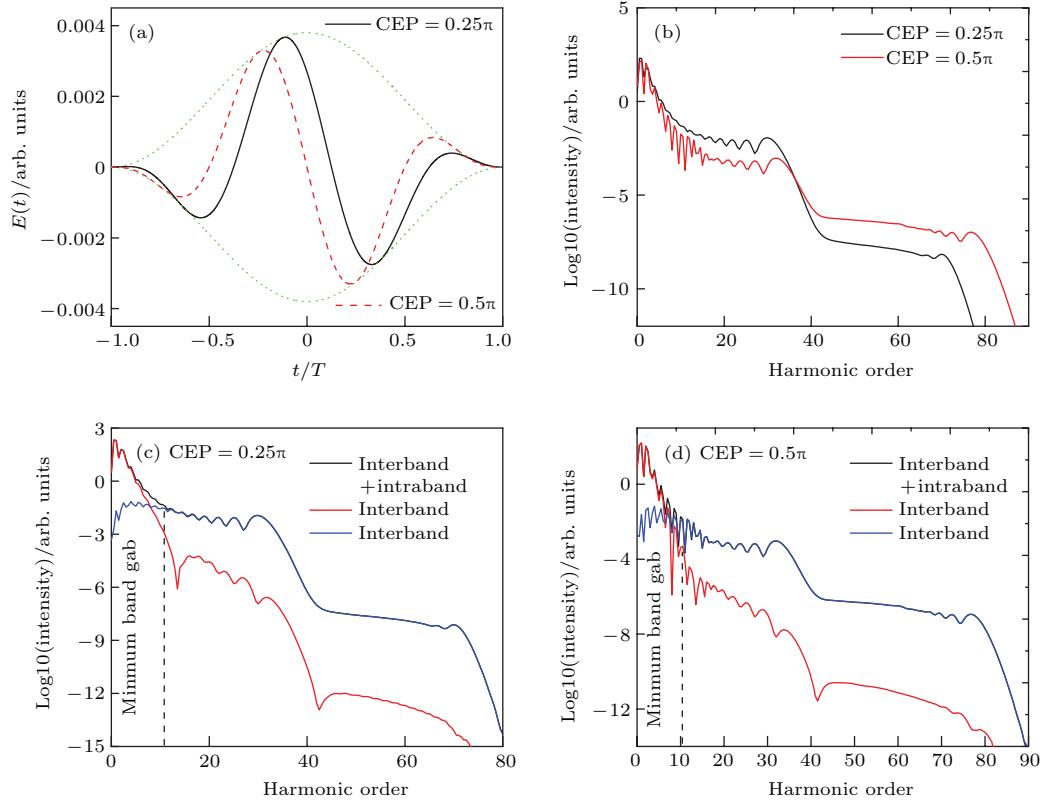 (a)
CEP = 0.25π
CEP = 0.5π
0.004
0.002
0
−0.002
−0.004
E(t)/arb. units
−1.0
−0.5
0
0.5
1.0
t/T
(b)
CEP = 0.25π
CEP = 0.5π
5
0
−5
−10
Log10(intensity)/arb. units
0
20
40
60
80
Harmonic order
(c) CEP = 0.25π
Interband
+intraband
Interband
Interband
3
0
−3
−6
−9
−12
−15
Log10(intensity)/arb. units
Minmum band gab
0
20
40
60
80
Harmonic order
(d) CEP = 0.5π
Interband
+intraband
Interband
Interband
0
−4
−8
−12
Log10(intensity)/arb. units
Minmum band gab
0
10
20
30
40
50
60
70
80
90
Harmonic order